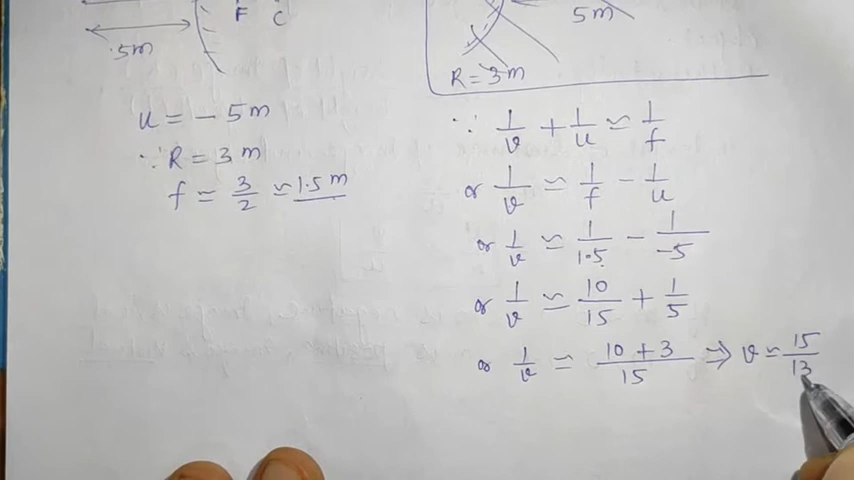 F C
.5m
5m
R = 3m
u = - 5m
∵ R = 3m
f = 3/2 = 1.5 m
∵ 1/v + 1/u = 1/f
or 1/v = 1/f - 1/u
or 1/v = 1/1.5 - 1/-5
or 1/v = 10/15 + 1/5
or 1/v = 10 + 3/15 ⇒ v = 15/13